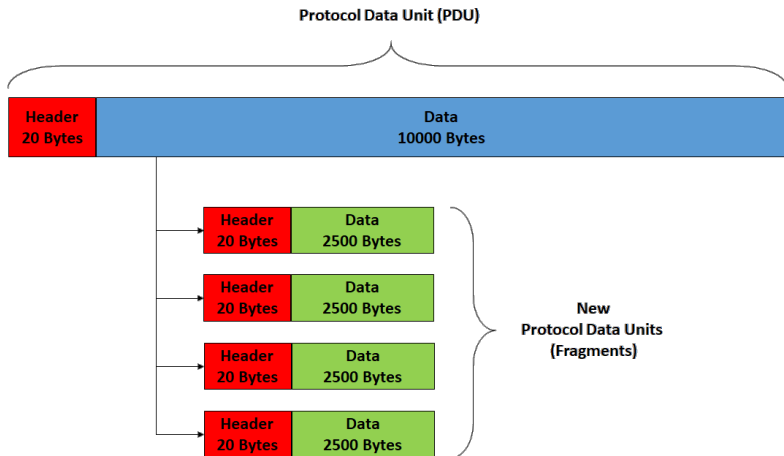 Protocol Data Unit (PDU)
Header
20 Bytes
Data
10000 Bytes
Header
20 Bytes
Data
2500 Bytes
Header
20 Bytes
Data
2500 Bytes
Header
20 Bytes
Data
2500 Bytes
Header
20 Bytes
Data
2500 Bytes
New
Protocol Data Units
(Fragments)